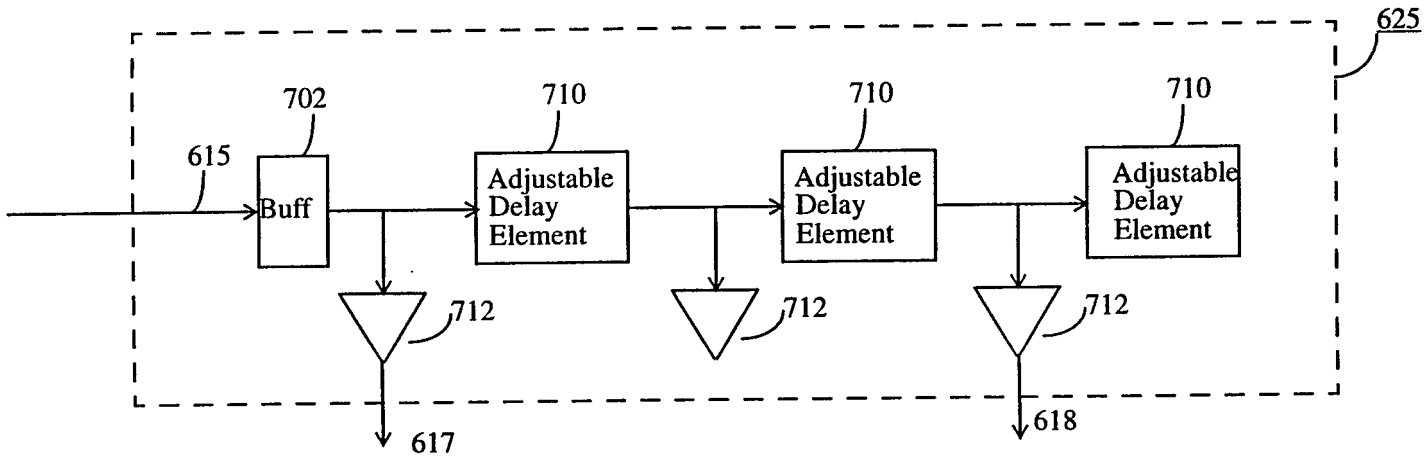 625
702
710
710
710
615
Buff
Adjustable
Delay
Element
Adjustable
Delay
Element
Adjustable
Delay
Element
712
712
712
617
618